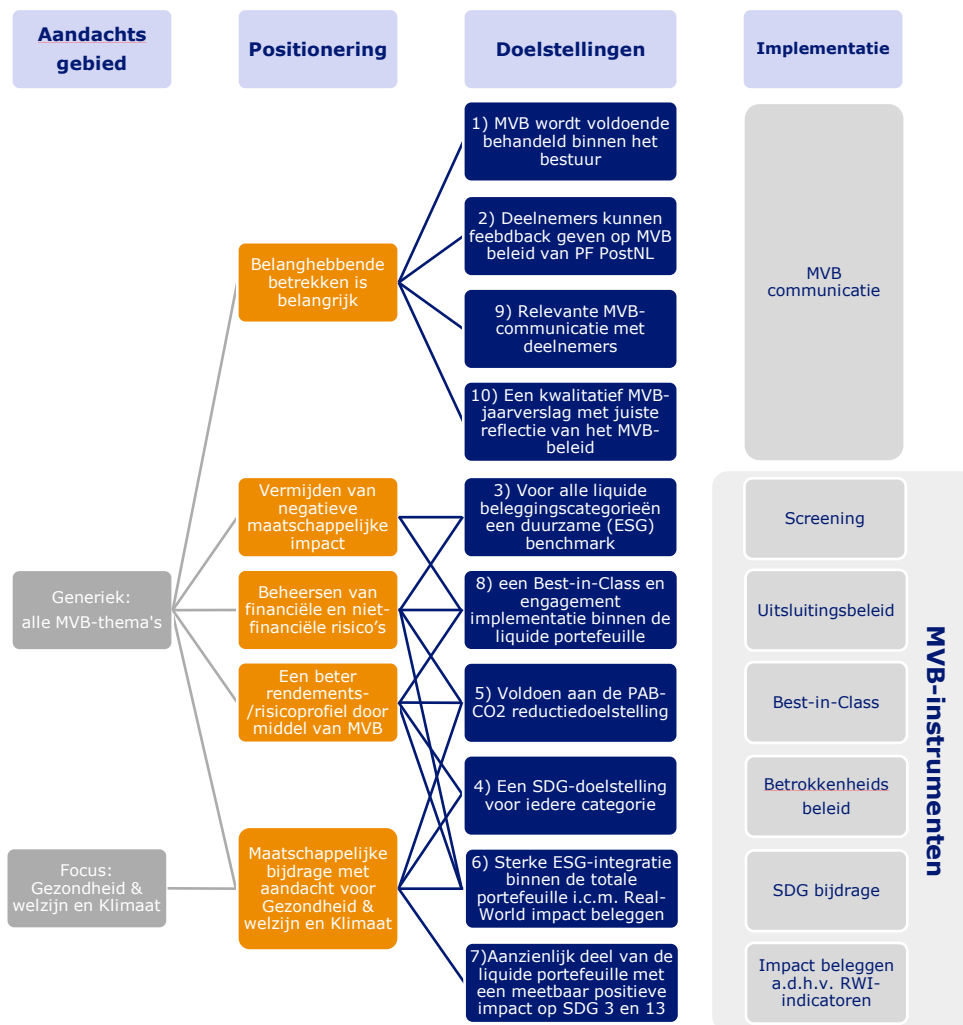 Aandachts
gebied
Positionering
Doelstellingen
Implementatie
1) MVB wordt voldoende
behandeld binnen het
bestuur
2) Deelnemers kunnen
feebdback geven op MVB
beleid van PF PostNL
Belanghebbende
betrekken is
belangrijk
MVB
communicatie
9) Relevante MVB-
communicatie met
deelnemers
10) Een kwalitatief MVB-
jaarverslag met juiste
reflectie van het MVB-
beleid
Vermijden van
negatieve
maatschappelijke
impact
3) Voor alle liquide
beleggingscategorieën
een duurzame (ESG)
benchmark
Screening
Generiek:
alle MVB-thema's
Beheersen van
financiële en niet-
financiële risico's
8) een Best-in-Class en
engagement
implementatie binnen de
liquide portefeuille
Uitsluitingsbeleid
Een beter
rendements-
/risicoprofiel door
middel van MVB
5) Voldoen aan de PAB-
CO2 reductiedoelstelling
Best-in-Class
4) Een SDG-doelstelling
voor iedere categorie
Betrokkenheids
beleid
Focus:
Gezondheid &
welzijn en Klimaat
Maatschappelijke
bijdrage met
aandacht voor
Gezondheid &
welzijn en Klimaat
6) Sterke ESG-integratie
binnen de totale
portefeuille i.c.m. Real-
World impact beleggen
SDG bijdrage
7)Aanzienlijk deel van de
liquide portefeuille met
een meetbaar positieve
impact op SDG 3 en 13
Impact beleggen
a.d.h.v. RWI-
indicatoren
MVB-instrumenten